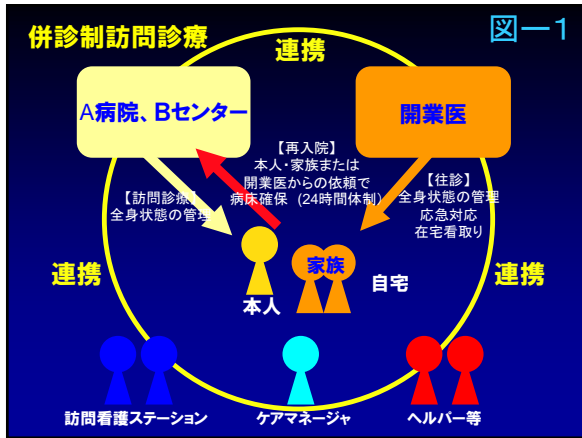 併診制訪問診療
図ー1
連携
A病院、Bセンター
開業医
【再入院】
本人・家族または
開業医からの依頼で
病床確保 (24時間体制)
【訪問診療】
全身状態の管理
【往診】
全身状態の管理
応急対応
在宅看取り
家族
本人
自宅
連携
連携
訪問看護ステーション
ケアマネージャ
ヘルパー等